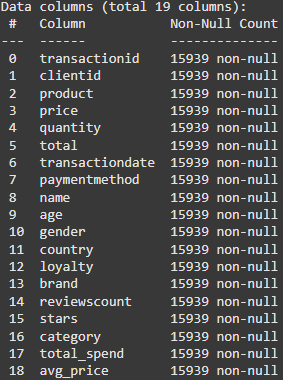 Data columns (total 19 columns):
 #   Column           Non-Null Count
---  ------           --------------
 0   transactionid    15939 non-null
 1   clientid         15939 non-null
 2   product          15939 non-null
 3   price            15939 non-null
 4   quantity         15939 non-null
 5   total            15939 non-null
 6   transactiondate  15939 non-null
 7   paymentmethod    15939 non-null
 8   name             15939 non-null
 9   age              15939 non-null
 10  gender           15939 non-null
 11  country          15939 non-null
 12  loyalty          15939 non-null
 13  brand            15939 non-null
 14  reviewscount     15939 non-null
 15  stars            15939 non-null
 16  category         15939 non-null
 17  total_spend      15939 non-null
 18  avg_price        15939 non-null